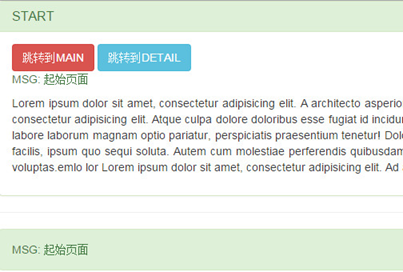 START
跳转到MAIN 跳转到DETAIL
MSG: 起始页面
Lorem ipsum dolor sit amet, consectetur adipisicing elit. A architecto asperio
consectetur adipisicing elit. Atque culpa dolore doloribus esse fugiat id incidu
labore laborum magnam optio pariatur, perspiciatis praesentium tenetur! Dolo
facilis, ipsum quo sequi soluta. Autem cum molestiae perferendis quibusdam
voluptas.emlo lor Lorem ipsum dolor sit amet, consectetur adipisicing elit. Ad
MSG: 起始页面